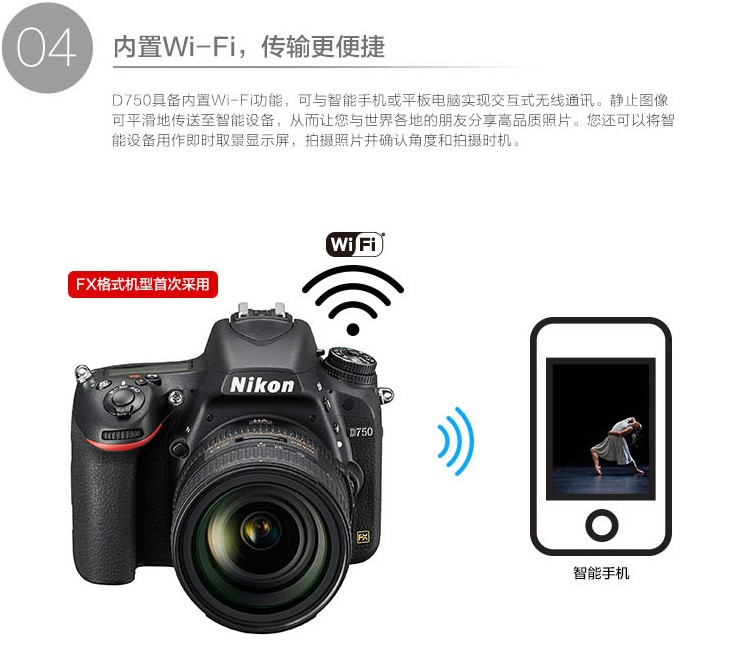 04
内置Wi-Fi，传输更便捷
D750具备内置Wi-Fi功能，可与智能手机或平板电脑实现交互式无线通讯。静止图像
可平滑地传送至智能设备，从而让您与世界各地的朋友分享高品质照片。您还可以将智
能设备用作即时取景显示屏，拍摄照片并确认角度和拍摄时机。
Wi Fi
FX格式机型首次采用
Nikon
D750
FX
智能手机